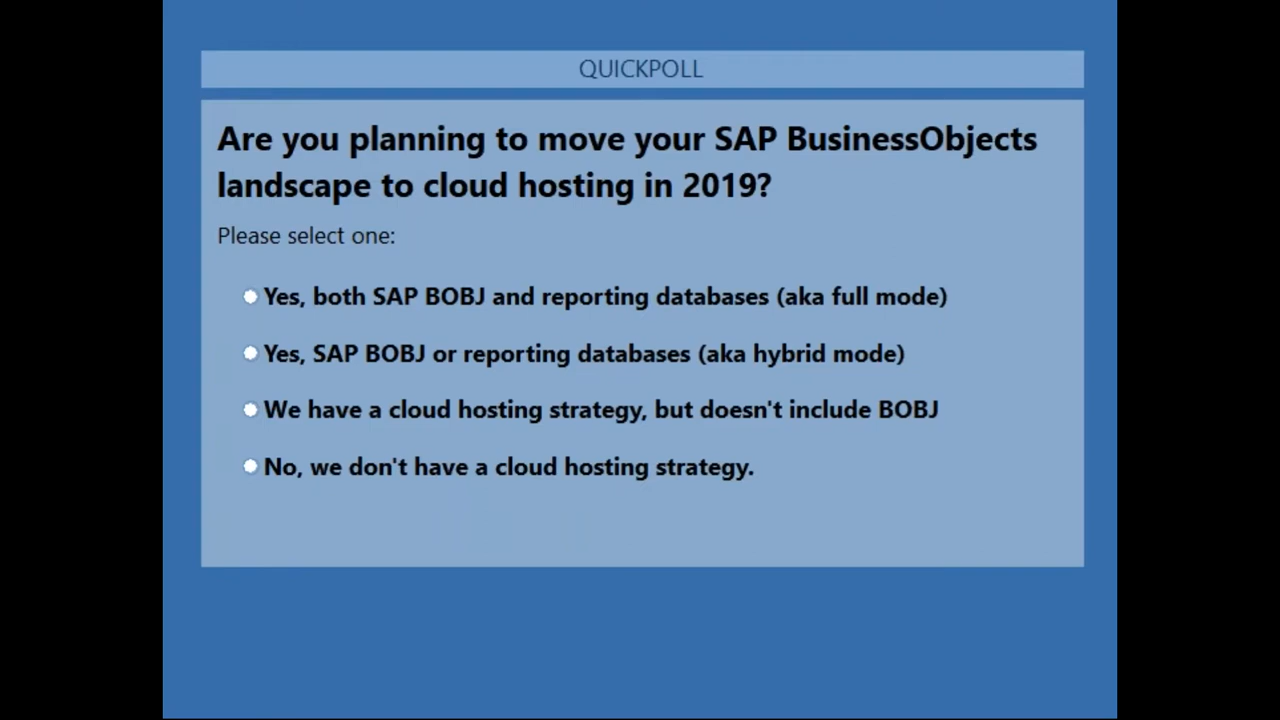 QUICKPOLL
Are you planning to move your SAP BusinessObjects
landscape to cloud hosting in 2019?
Please select one:
Yes, both SAP BOBJ and reporting databases (aka full mode)
Yes, SAP BOBJ or reporting databases (aka hybrid mode)
We have a cloud hosting strategy, but doesn't include BOBJ
No, we don't have a cloud hosting strategy.